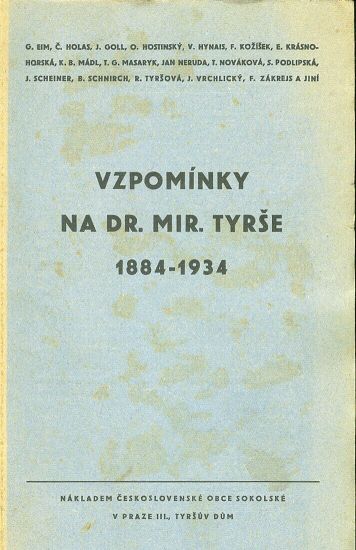 G. EIM, Č. HOLAS, J. GOLL, O. HOSTINSKÝ, V. HYNAIS, F. KOŽÍŠEK, E. KRÁSNO-
HORSKÁ, K. B. MÁDL, T. G. MASARYK, JAN NERUDA, T. NOVÁKOVÁ, S. PODLIPSKÁ,
J. SCHEINER, B. SCHNIRCH, R. TYRŠOVÁ, J. VRCHLICKÝ, F. ZÁKREJS A JINÍ
VZPOMÍNKY
NA DR. MIR. TYRŠE
1884-1934
NÁKLADEM ČESKOSLOVENSKÉ OBCE SOKOLSKÉ
V PRAZE III., TYRŠŮV DŮM